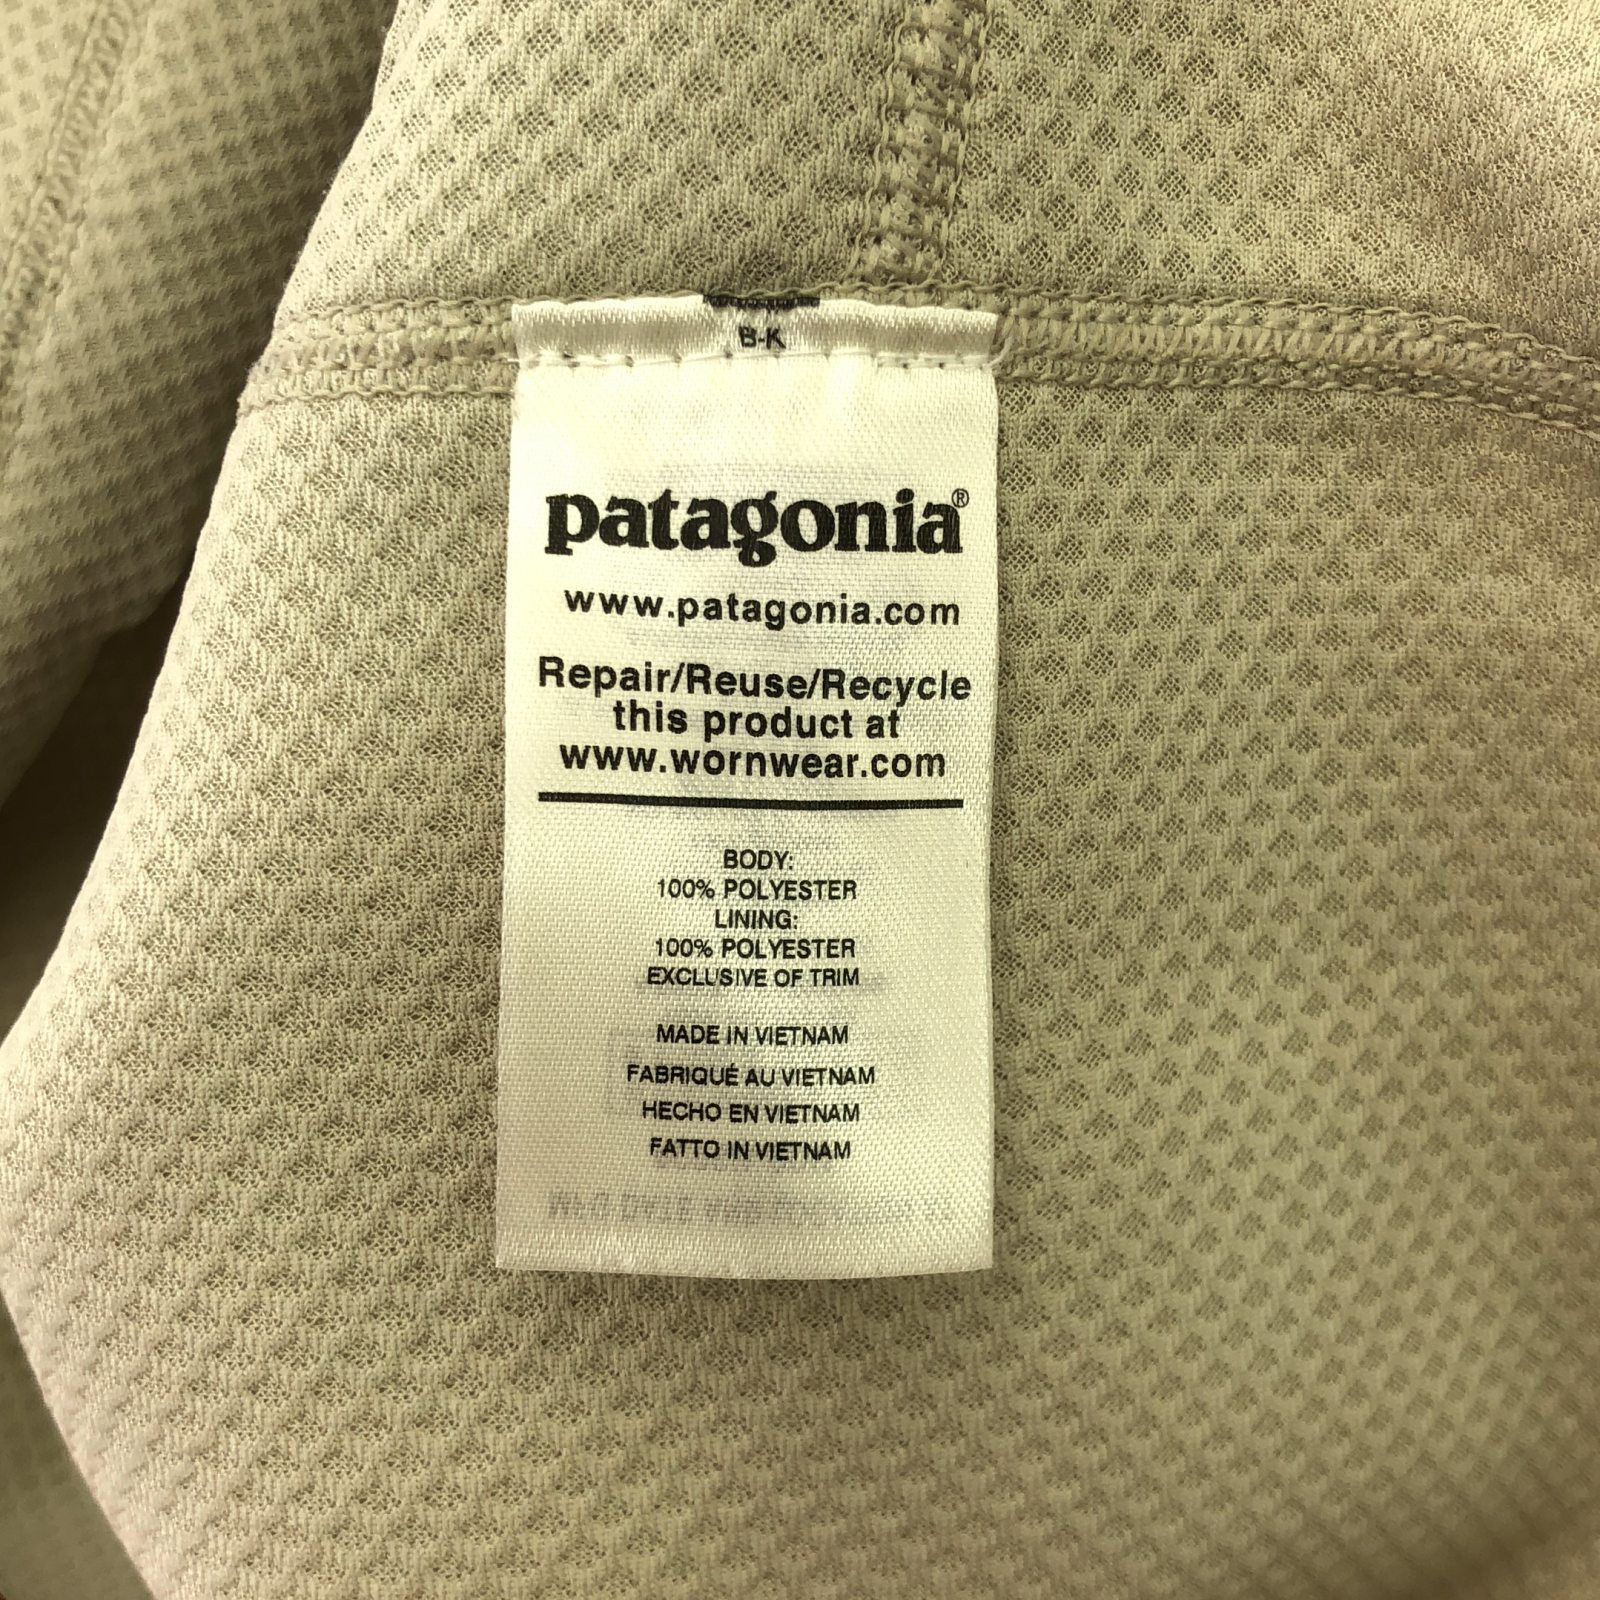 B-K
patagonia®
www.patagonia.com
Repair/Reuse/Recycle
this product at
www.wornwear.com
BODY:
100% POLYESTER
LINING:
100% POLYESTER
EXCLUSIVE OF TRIM
MADE IN VIETNAM
FABRIQUÉ AU VIETNAM
HECHO EN VIETNAM
FATTO IN VIETNAM